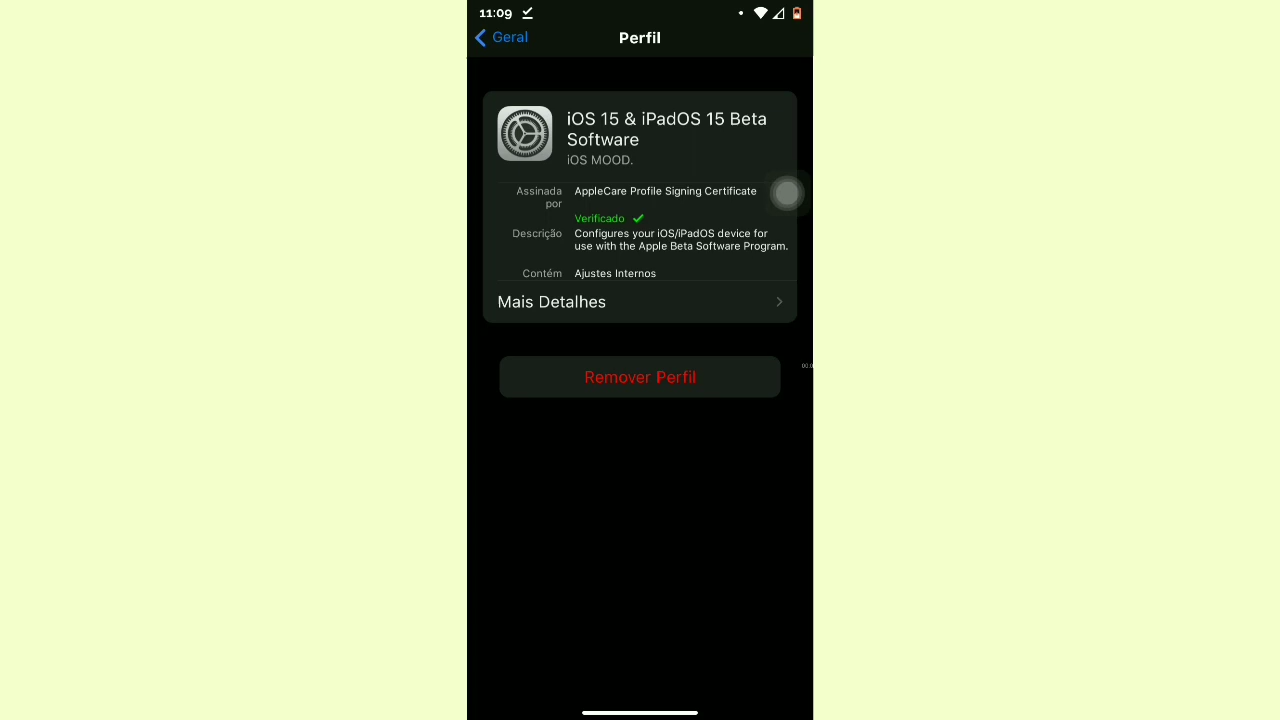 11:09
Geral
Perfil
iOS 15 & iPadOS 15 Beta
Software
iOS MOOD.
Assinada
por
AppleCare Profile Signing Certificate
Verificado
Descrição
Configures your iOS/iPadOS device for
use with the Apple Beta Software Program.
Contém
Ajustes Internos
Mais Detalhes
Remover Perfil